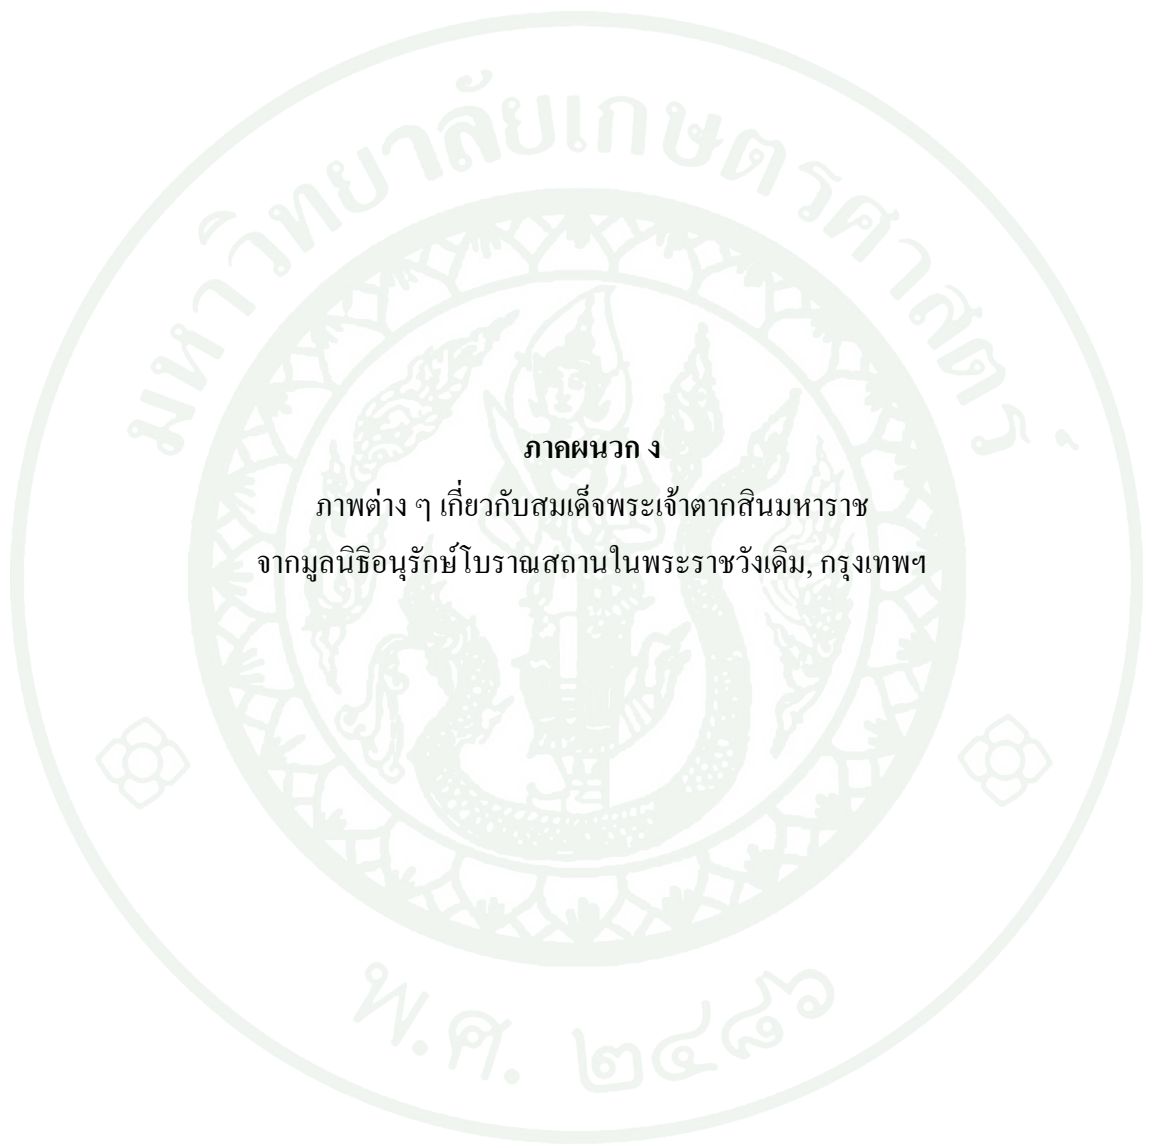 มหาวิทยาลัยเกษตรศาสตร์
ภาคผนวก ง
ภาพต่าง ๆ เกี่ยวกับสมเด็จพระเจ้าตากสินมหาราช
จากมูลนิธิอนุรักษ์โบราณสถานในพระราชวังเดิม, กรุงเทพฯ
พ.ศ. ๒๔๘๖